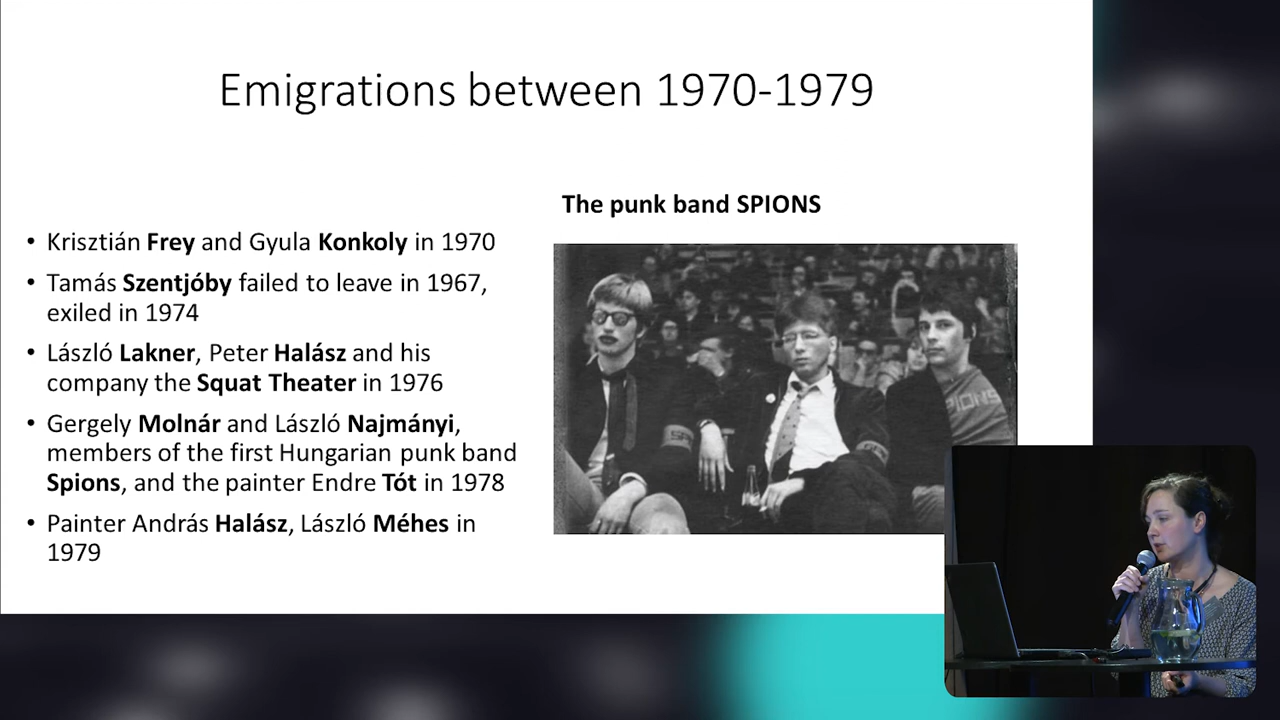 Emigrations between 1970-1979
• Krisztián Frey and Gyula Konkoly in 1970
• Tamás Szentjóby failed to leave in 1967,
exiled in 1974
• László Lakner, Peter Halász and his
company the Squat Theater in 1976
• Gergely Molnár and László Najmányi,
members of the first Hungarian punk band
Spions, and the painter Endre Tót in 1978
• Painter András Halász, László Méhes in
1979
The punk band SPIONS
SPIONS